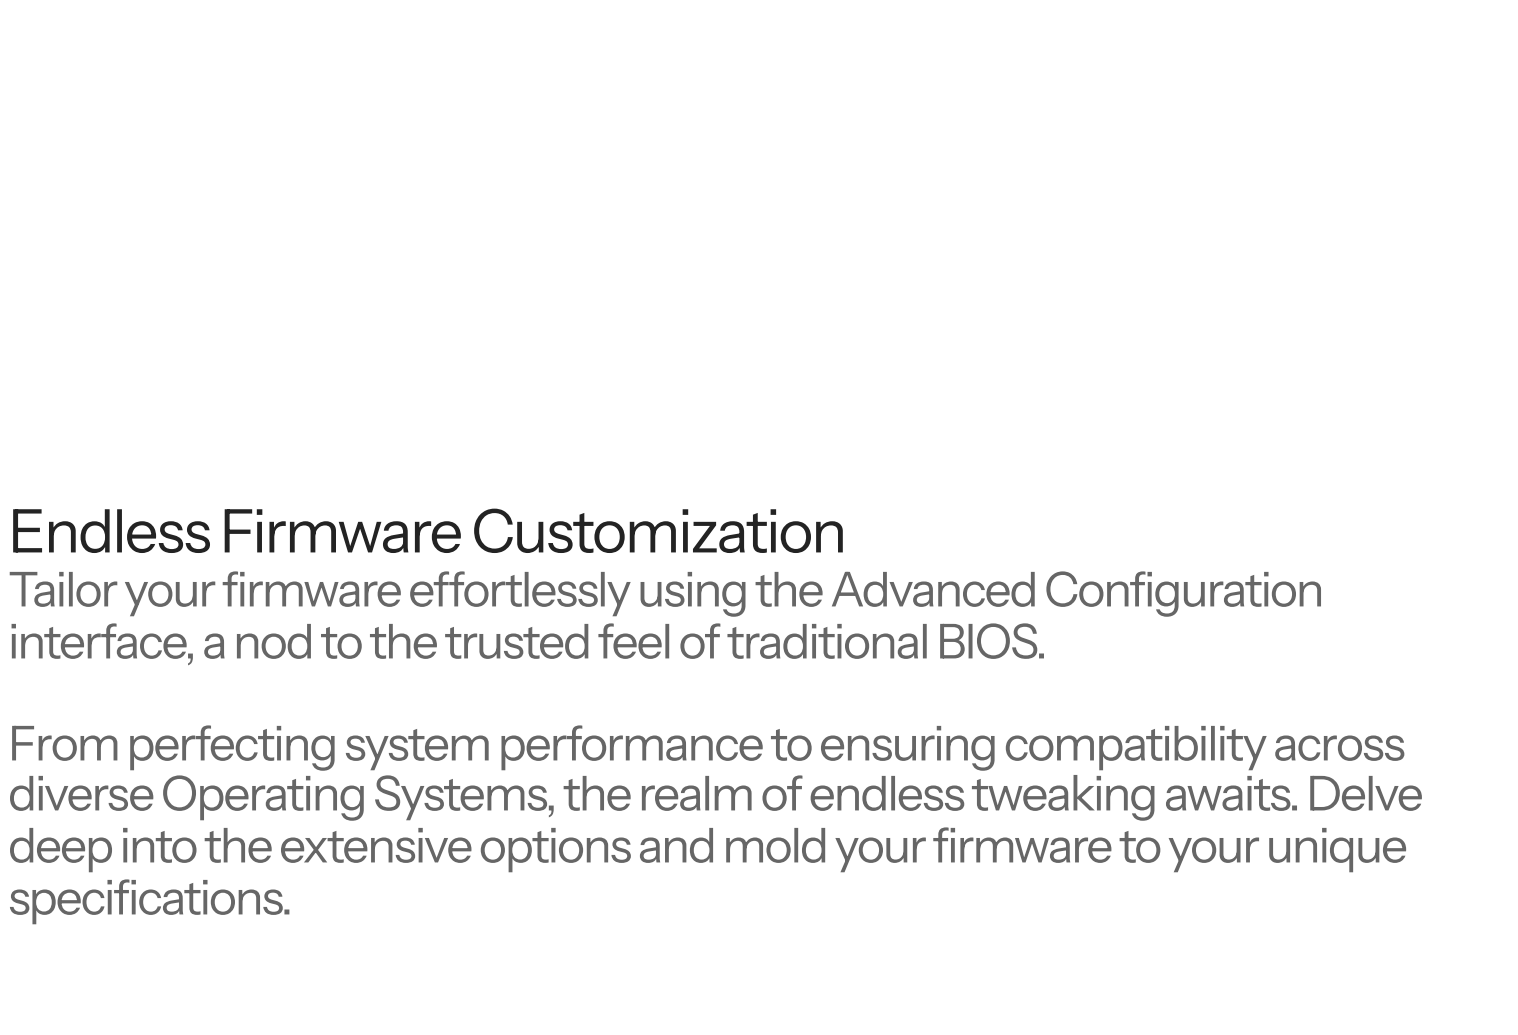 Endless Firmware Customization
Tailor your firmware effortlessly using the Advanced Configuration
interface, a nod to the trusted feel of traditional BIOS.
From perfecting system performance to ensuring compatibility across
diverse Operating Systems, the realm of endless tweaking awaits. Delve
deep into the extensive options and mold your firmware to your unique
specifications.